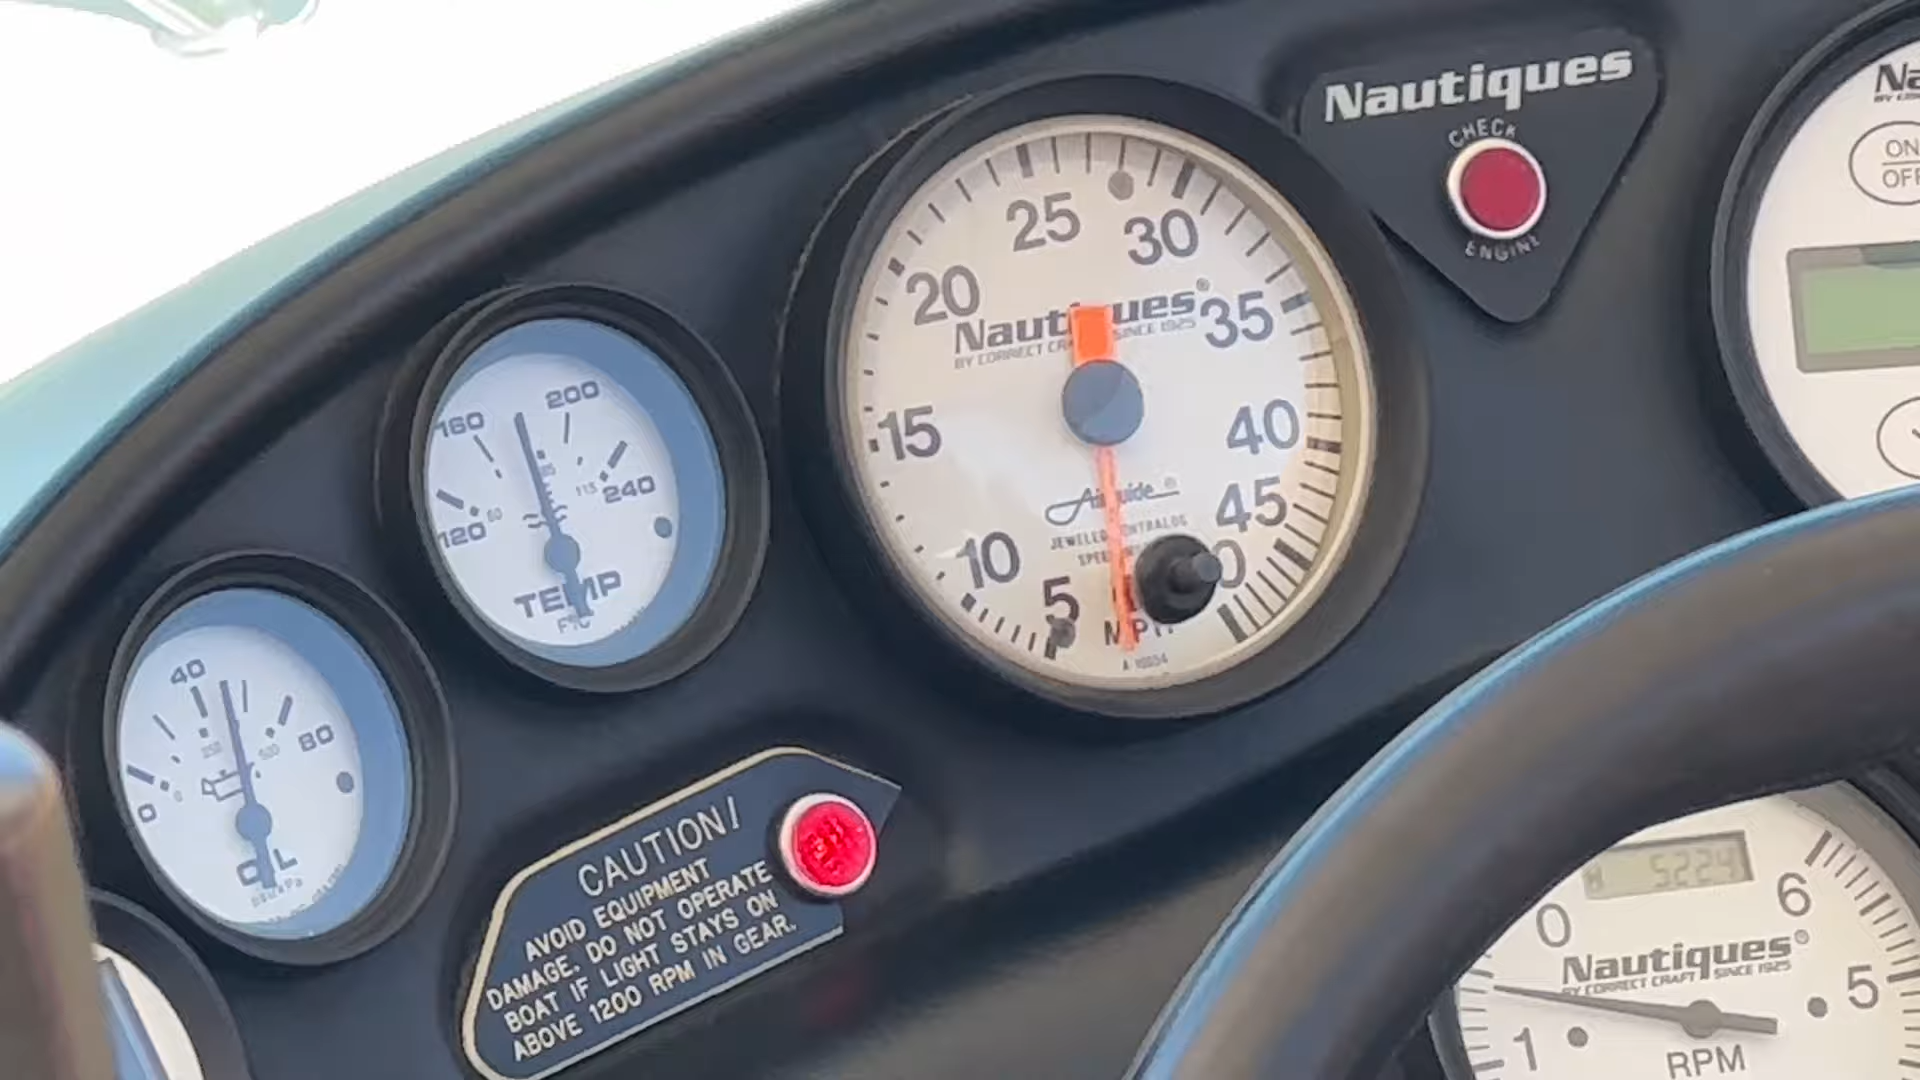 Nautiques
CHECK
ENGINE
ON
OFF
25
30
20
35
15
40
45
10
5
Nautiques®
BY CORRECT CRAFT SINCE 1925
Airguide®
MPH
A 10054
160
200
120
240
TEMP
40
80
0
OIL
CAUTION!
AVOID EQUIPMENT
DAMAGE. DO NOT OPERATE
BOAT IF LIGHT STAYS ON
ABOVE 1200 RPM IN GEAR.
5224
0
6
Nautiques®
BY CORRECT CRAFT SINCE 1925
5
1
RPM